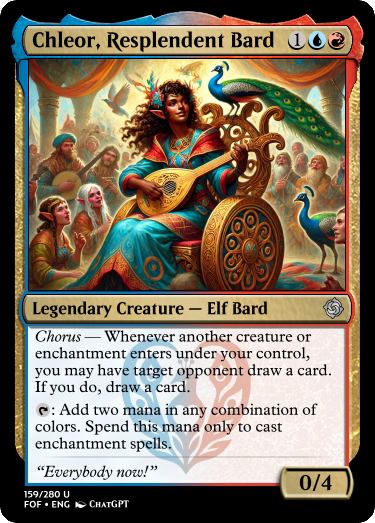 Chleor, Resplendent Bard 1
Legendary Creature — Elf Bard
Chorus — Whenever another creature or
enchantment enters under your control,
you may have target opponent draw a card.
If you do, draw a card.
: Add two mana in any combination of
colors. Spend this mana only to cast
enchantment spells.
“Everybody now!”
0/4
159/280 U
FOF • ENG ChatGPT